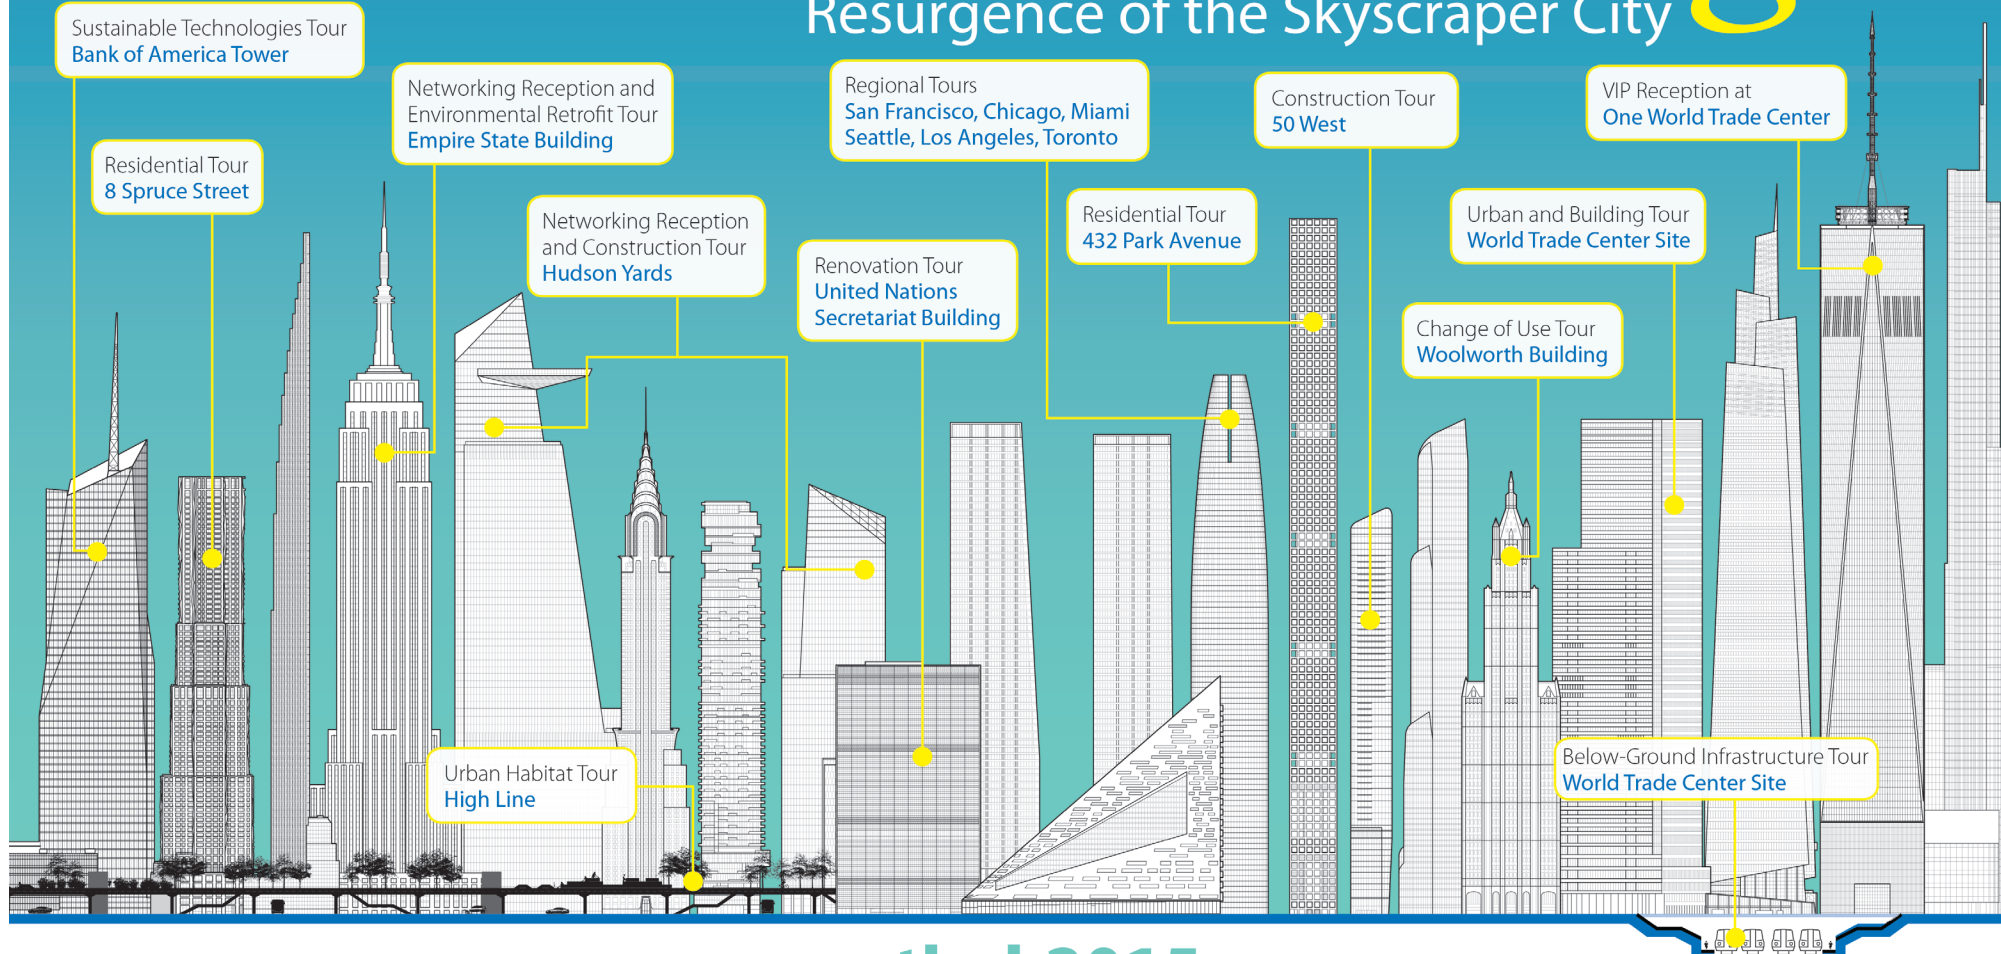 Resurgence of the Skyscraper City
Sustainable Technologies Tour
Bank of America Tower
Networking Reception and
Environmental Retrofit Tour
Empire State Building
Regional Tours
San Francisco, Chicago, Miami
Seattle, Los Angeles, Toronto
Construction Tour
50 West
VIP Reception at
One World Trade Center
Residential Tour
8 Spruce Street
Networking Reception
and Construction Tour
Hudson Yards
Residential Tour
432 Park Avenue
Urban and Building Tour
World Trade Center Site
Renovation Tour
United Nations
Secretariat Building
Change of Use Tour
Woolworth Building
Urban Habitat Tour
High Line
Below-Ground Infrastructure Tour
World Trade Center Site
2015